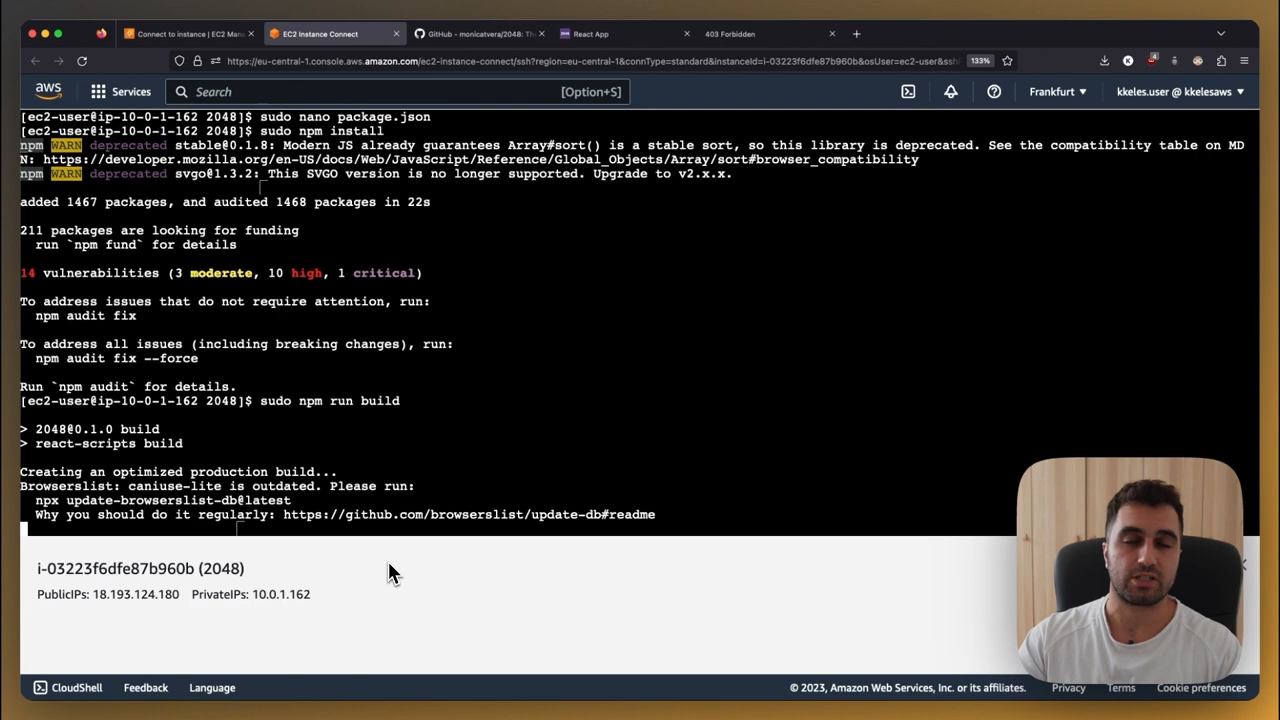 Connect to instance | EC2 Man
EC2 Instance Connect
GitHub - monicatvera/2048: Th
React App
403 Forbidden
https://eu-central-1.console.aws.amazon.com/ec2-instance-connect/ssh?region=eu-central-1&connType=standard&instanceId=i-03223f6dfe87b960b&osUser=ec2-user&ssh
133%
aws
Services
Search
[Option+S]
Frankfurt
kkeles.user @ kkelesaws
[ec2-user@ip-10-0-1-162 2048]$ sudo nano package.json
[ec2-user@ip-10-0-1-162 2048]$ sudo npm install
npm WARN deprecated stable@0.1.8: Modern JS already guarantees Array#sort() is a stable sort, so this library is deprecated. See the compatibility table on MD
N: https://developer.mozilla.org/en-US/docs/Web/JavaScript/Reference/Global_Objects/Array/sort#browser_compatibility
npm WARN deprecated svgo@1.3.2: This SVGO version is no longer supported. Upgrade to v2.x.x.
added 1467 packages, and audited 1468 packages in 22s
211 packages are looking for funding
run `npm fund` for details
14 vulnerabilities (3 moderate, 10 high, 1 critical)
To address issues that do not require attention, run:
npm audit fix
To address all issues (including breaking changes), run:
npm audit fix --force
Run `npm audit` for details.
[ec2-user@ip-10-0-1-162 2048]$ sudo npm run build
> 2048@0.1.0 build
> react-scripts build
Creating an optimized production build...
Browserslist: caniuse-lite is outdated. Please run:
npx update-browserslist-db@latest
Why you should do it regularly: https://github.com/browserslist/update-db#readme
i-03223f6dfe87b960b (2048)
PublicIPs: 18.193.124.180 PrivateIPs: 10.0.1.162
CloudShell
Feedback
Language
© 2023, Amazon Web Services, Inc. or its affiliates.
Privacy
Terms
Cookie preferences